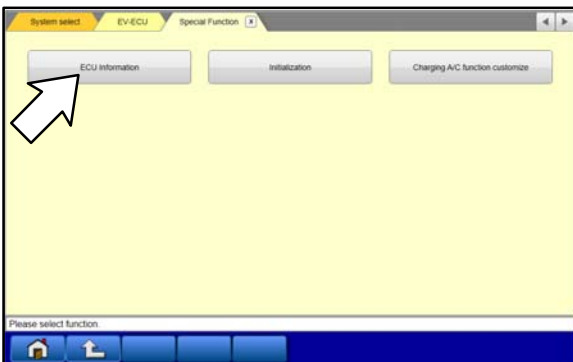 System select
EV-ECU
Special Function
ECU Information
Initialization
Charging A/C function customize
Please select function.